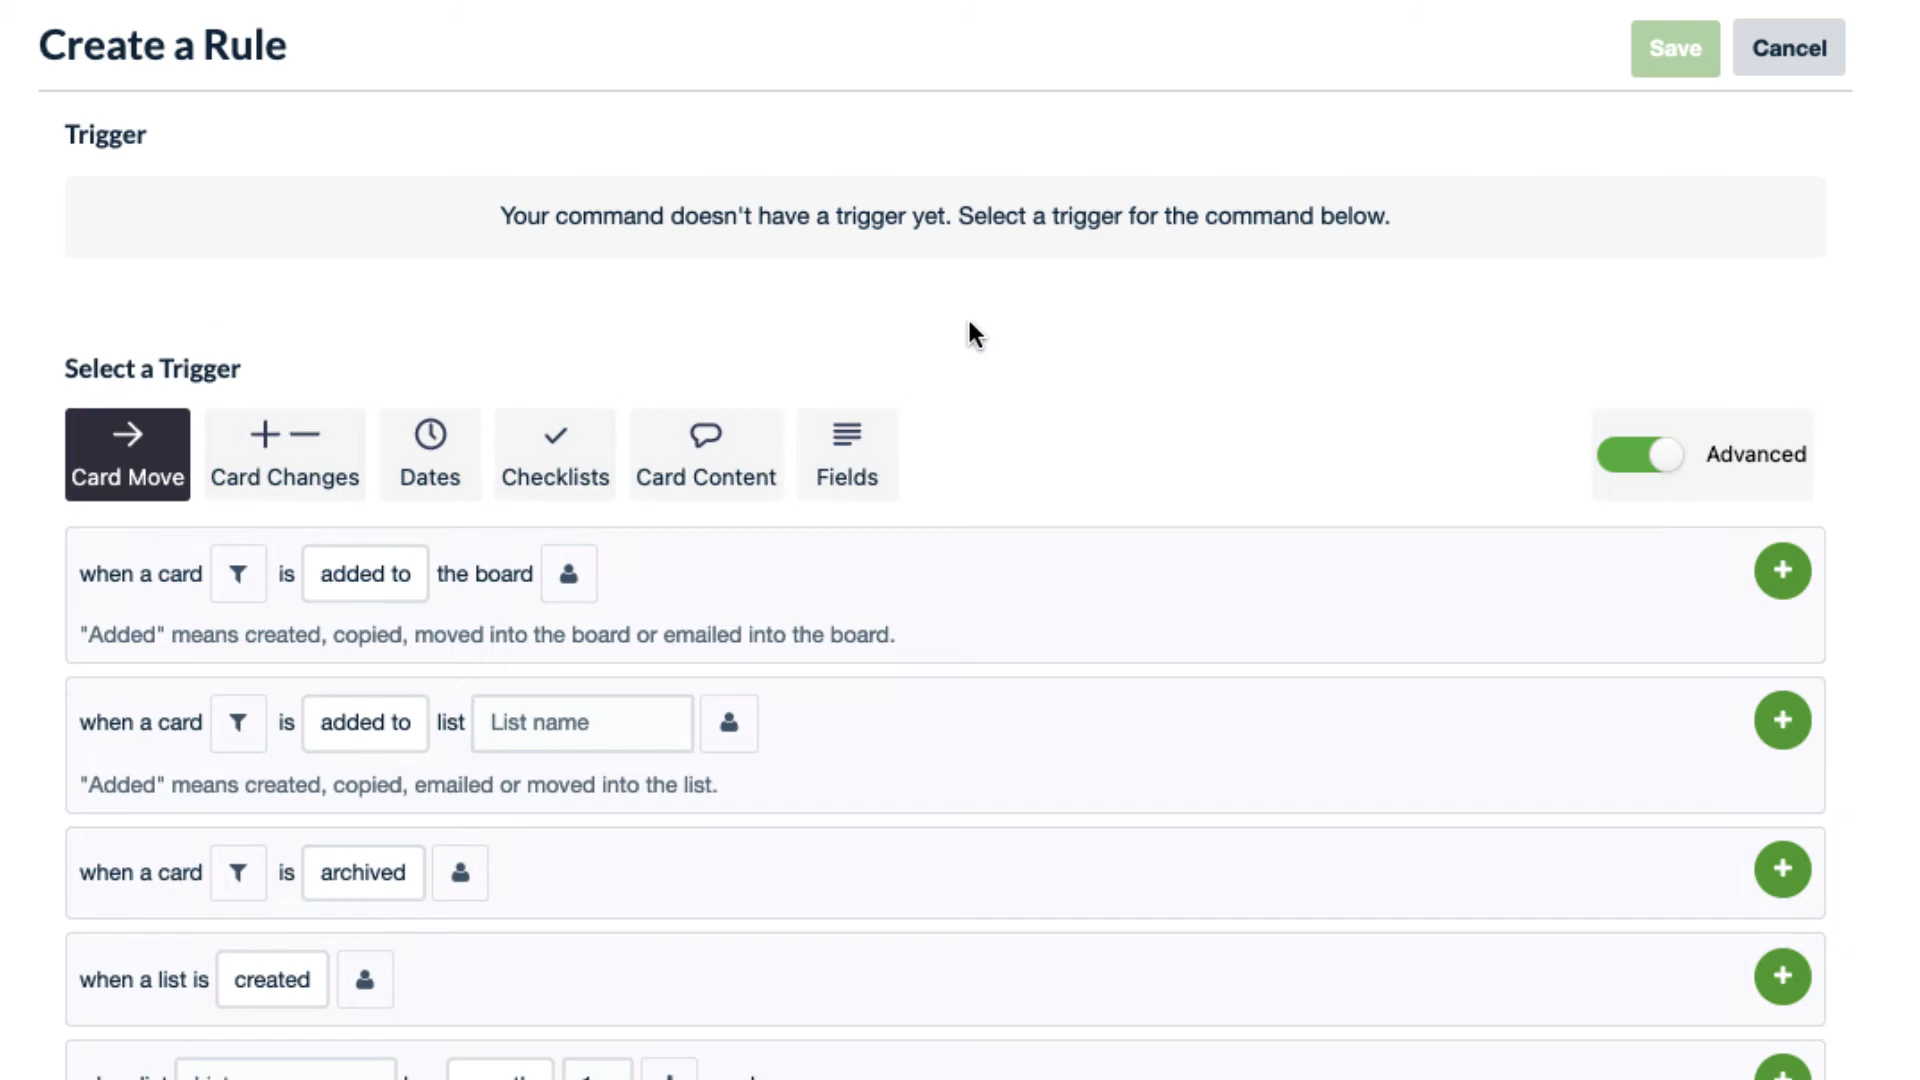 Create a Rule
Save
Cancel
Trigger
Your command doesn't have a trigger yet. Select a trigger for the command below.
Select a Trigger
Card Move
Card Changes
Dates
Checklists
Card Content
Fields
Advanced
when a card is added to the board
"Added" means created, copied, moved into the board or emailed into the board.
when a card is added to list List name
"Added" means created, copied, emailed or moved into the list.
when a card is archived
when a list is created